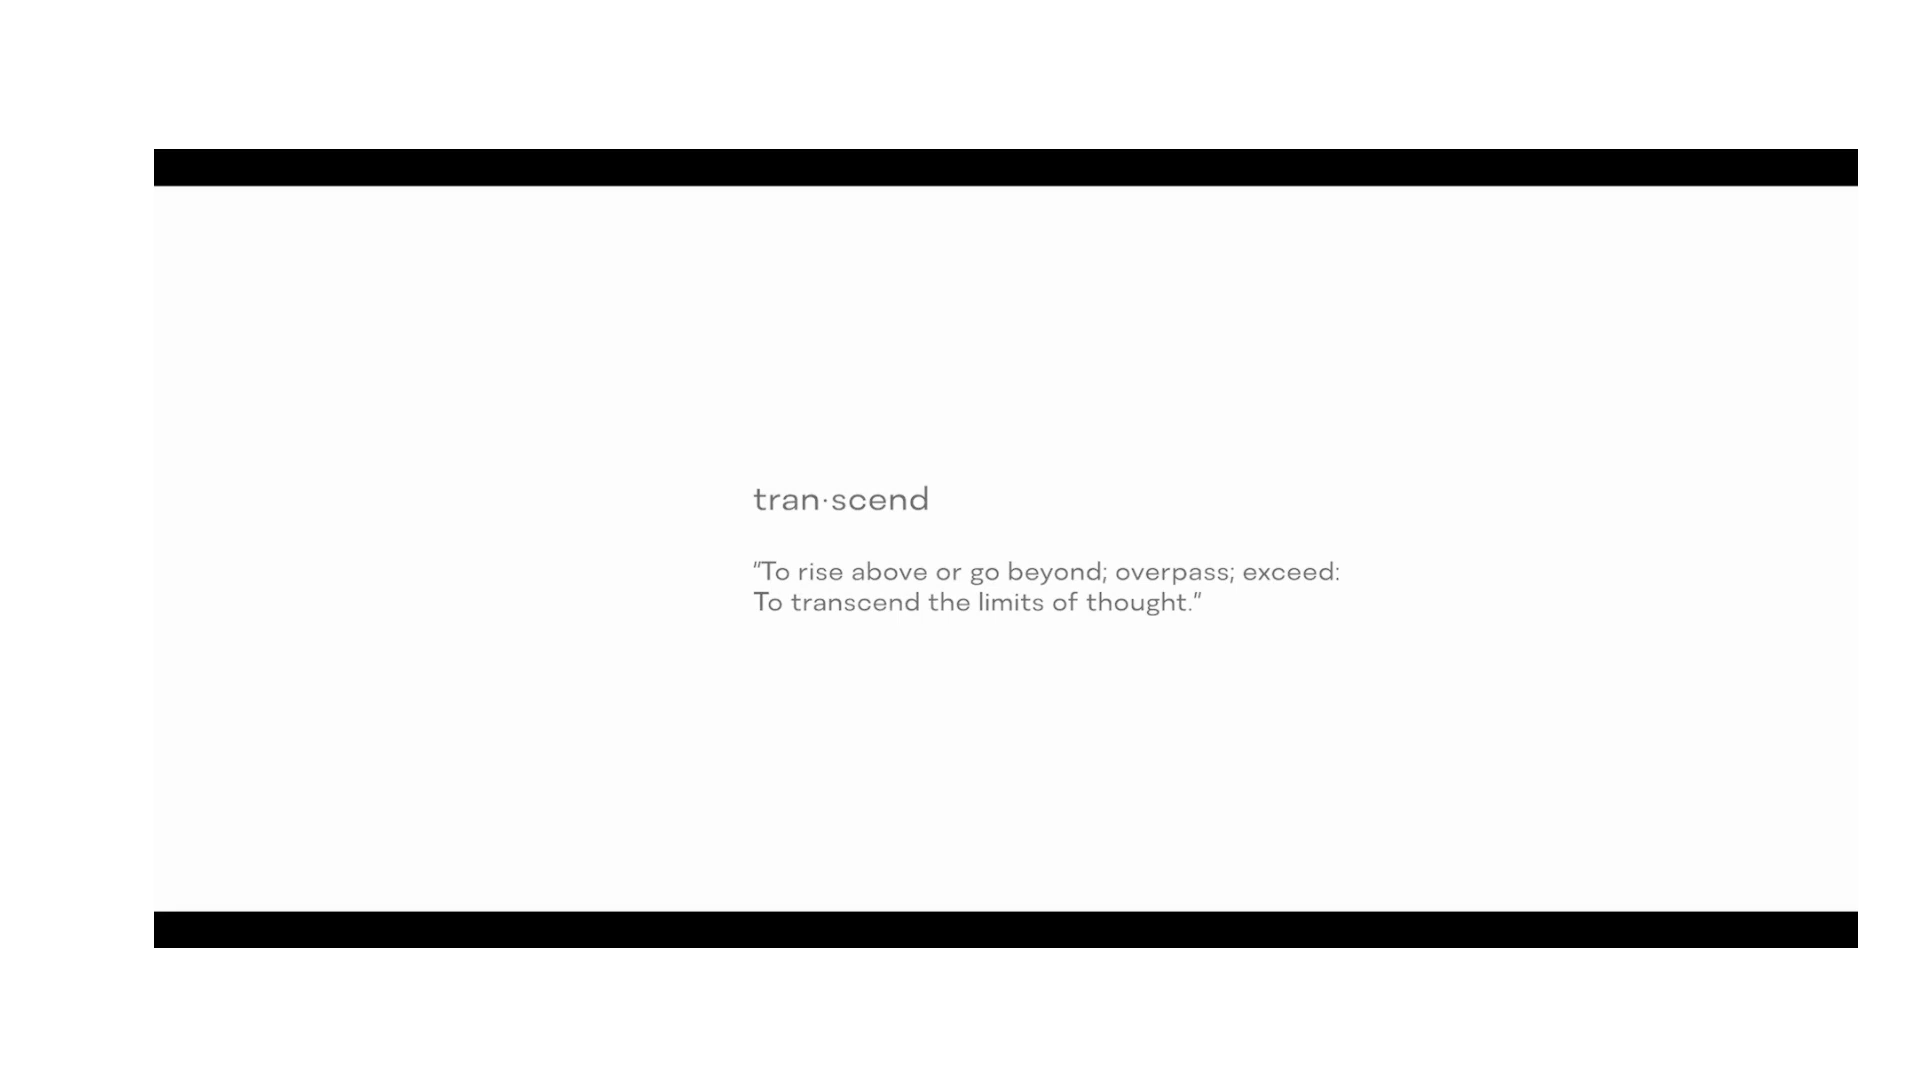 tran·scend
"To rise above or go beyond; overpass; exceed:
To transcend the limits of thought."